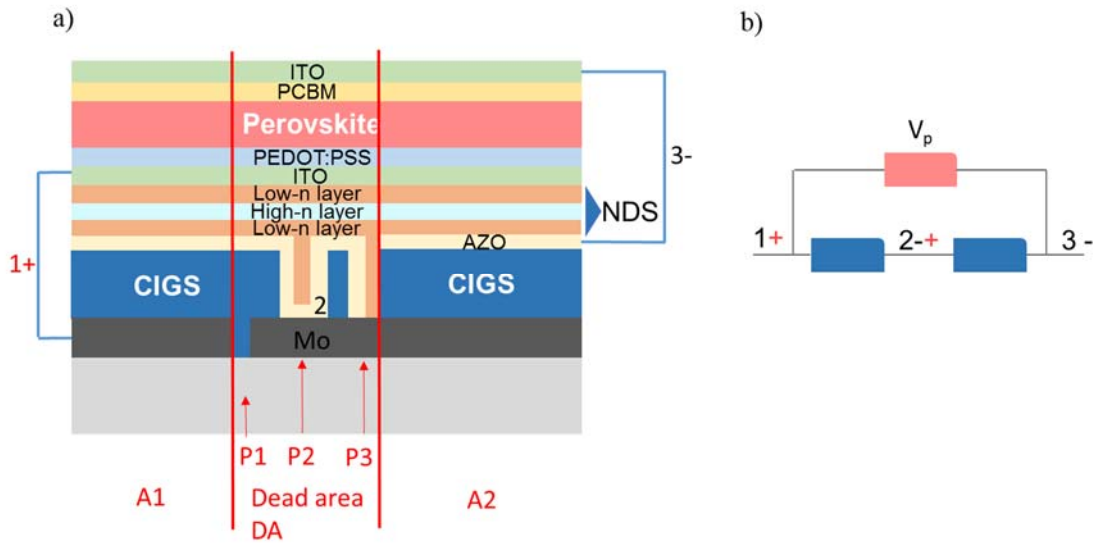 a)
ITO
PCBM
Perovskite
PEDOT:PSS
ITO
Low-n layer
High-n layer
Low-n layer
AZO
CIGS
2
CIGS
Mo
1+
3-
NDS
P1
P2
P3
A1
Dead area
DA
A2
b)
Vp
1+
2-+
3 -